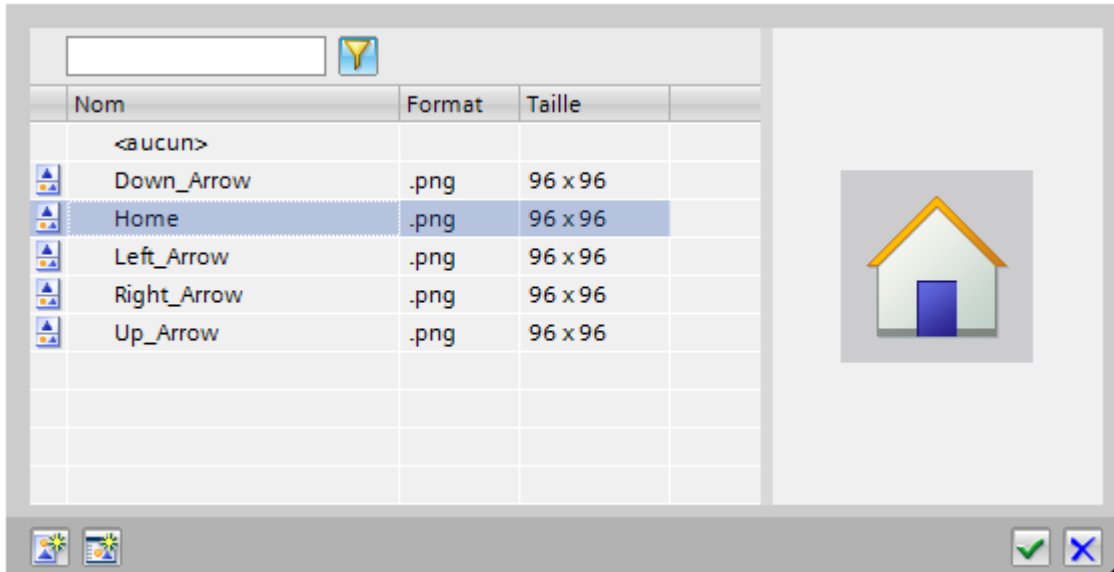 Nom Format Taille
<aucun>
Down_Arrow .png 96 x 96
Home .png 96 x 96
Left_Arrow .png 96 x 96
Right_Arrow .png 96 x 96
Up_Arrow .png 96 x 96